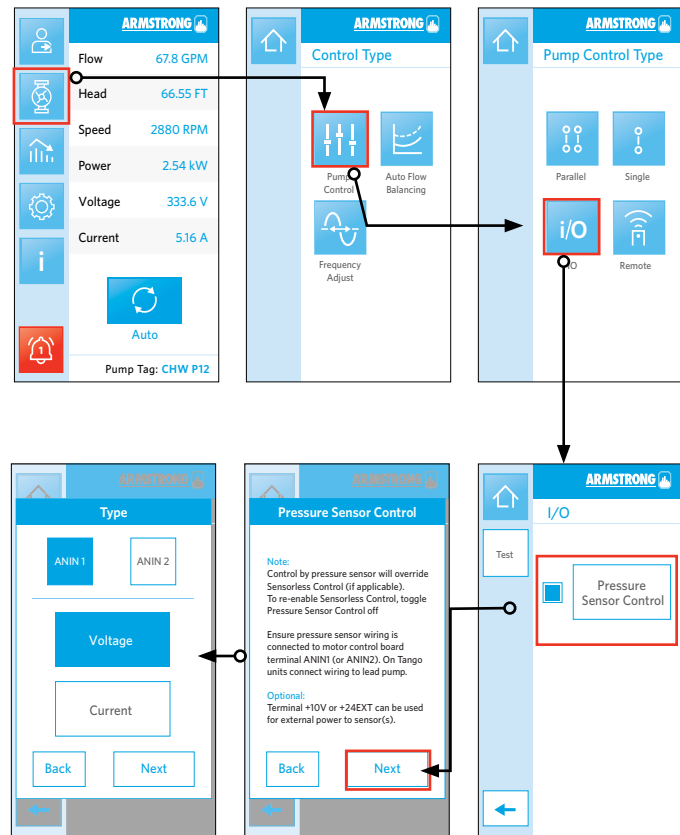 ARMSTRONG
Flow 67.8 GPM
Head 66.55 FT
Speed 2880 RPM
Power 2.54 kW
Voltage 333.6 V
Current 5.16 A
i
Auto
1
Pump Tag: CHW P12
ARMSTRONG
Control Type
Pump
Control
Auto Flow
Balancing
Frequency
Adjust
ARMSTRONG
Pump Control Type
Parallel
Single
i/O
IO
Remote
ARMSTRONG
Type
ANIN 1
ANIN 2
Voltage
Current
Back
Next
ARMSTRONG
Pressure Sensor Control
Note:
Control by pressure sensor will override
Sensorless Control (if applicable).
To re-enable Sensorless Control, toggle
Pressure Sensor Control off
Ensure pressure sensor wiring is
connected to motor control board
terminal ANIN1 (or ANIN2). On Tango
units connect wiring to lead pump.
Optional:
Terminal +10V or +24EXT can be used
for external power to sensor(s).
Back
Next
ARMSTRONG
I/O
Test
Pressure
Sensor Control